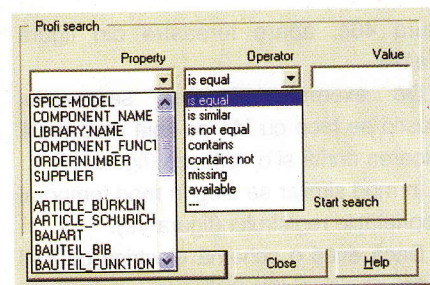 Profi search
Property Operator Value
is equal
SPICE-MODEL
COMPONENT_NAME
LIBRARY-NAME
COMPONENT_FUNC1
ORDERNUMBER
SUPPLIER
---
ARTICLE_BÜRKLIN
ARTICLE_SCHURICH
BAUART
BAUTEIL_BIB
BAUTEIL_FUNKTION
is equal
is similar
is not equal
contains
contains not
missing
available
---
Start search
Close Help